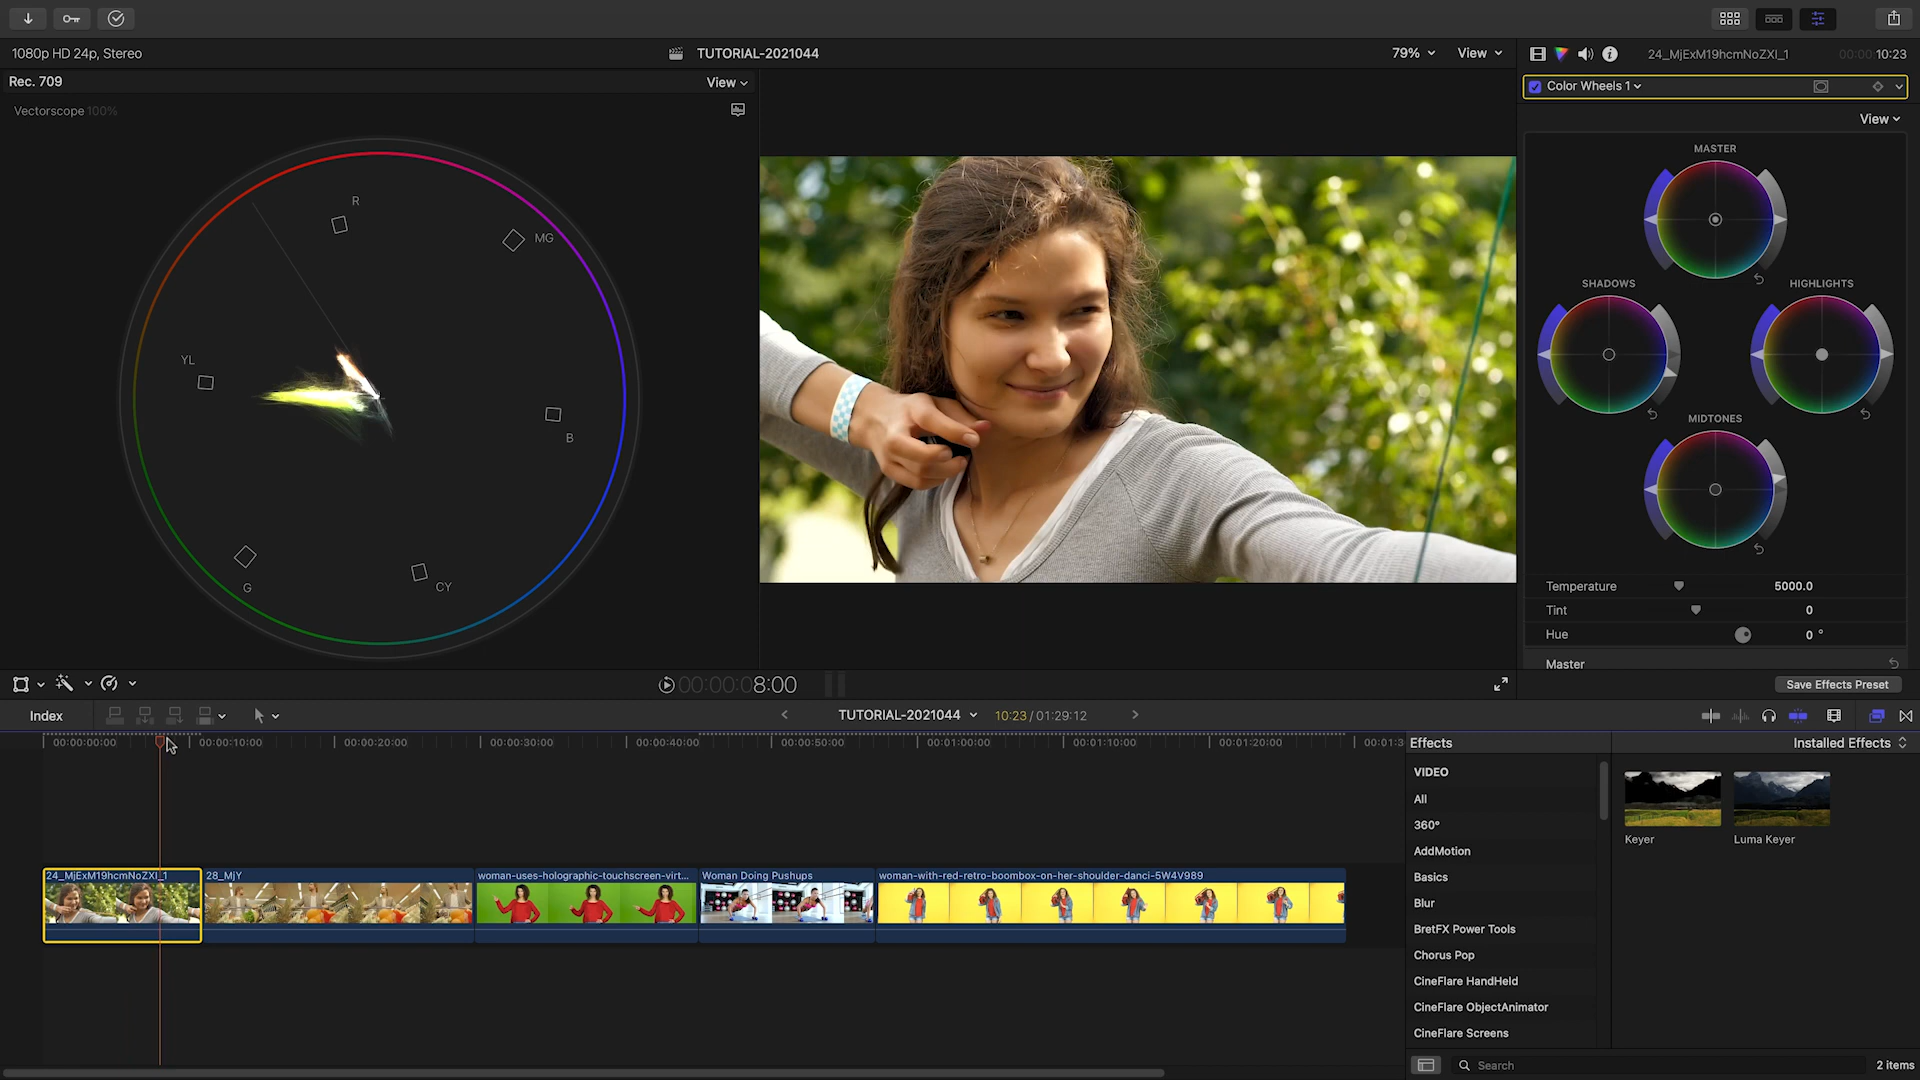 1080p HD 24p, Stereo
TUTORIAL-2021044
79%
View
24_MjExM19hcmNoZXI_1
00:00:10:23
Rec. 709
View
Color Wheels 1
Vectorscope 100%
View
MASTER
R
MG
YL
B
G
CY
SHADOWS
HIGHLIGHTS
MIDTONES
Temperature
5000.0
Tint
0
Hue
0 °
Master
00:00:08:00
Save Effects Preset
Index
TUTORIAL-2021044
10:23 / 01:29:12
00:00:00:00
00:00:10:00
00:00:20:00
00:00:30:00
00:00:40:00
00:00:50:00
00:01:00:00
00:01:10:00
00:01:20:00
00:01:3
Effects
Installed Effects
VIDEO
All
360°
AddMotion
Basics
Blur
BretFX Power Tools
Chorus Pop
CineFlare HandHeld
CineFlare ObjectAnimator
CineFlare Screens
Keyer
Luma Keyer
24_MjExM19hcmNoZXI_1
28_MjY
woman-uses-holographic-touchscreen-virt...
Woman Doing Pushups
woman-with-red-retro-boombox-on-her-shoulder-danci-5W4V989
Search
2 items